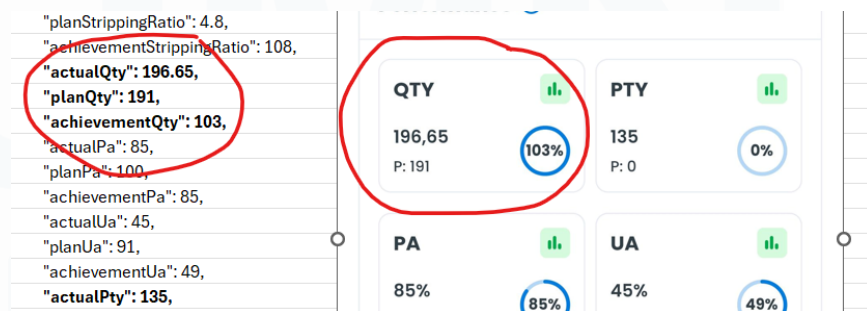 "planStrippingRatio": 4.8,
"achievementStrippingRatio": 108,
"actualQty": 196.65,
"planQty": 191,
"achievementQty": 103,
"actualPa": 85,
"planPa": 100,
"achievementPa": 85,
"actualUa": 45,
"planUa": 91,
"achievementUa": 49,
"actualPty": 135,
QTY
196,65
103%
P: 191
PTY
135
0%
P: 0
PA
85%
85%
UA
45%
49%